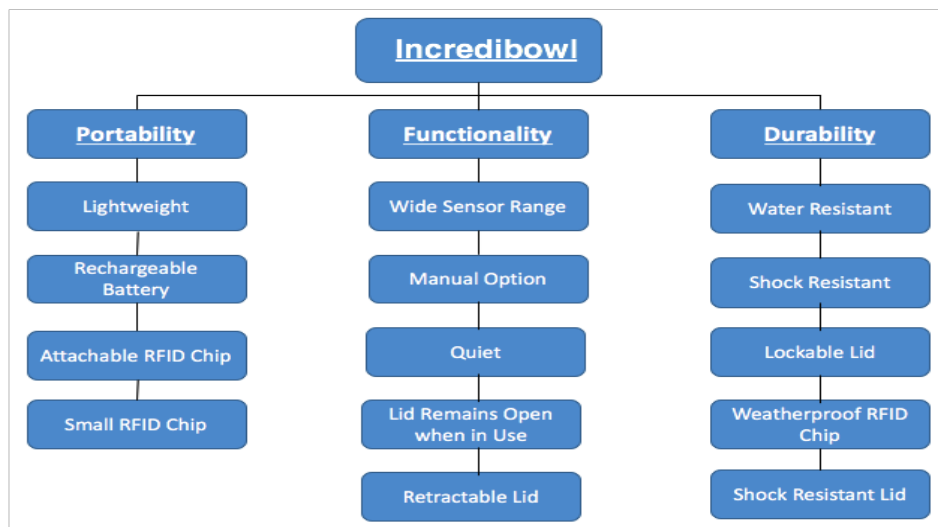 Incredibowl
Portability
Lightweight
Rechargeable
Battery
Attachable RFID Chip
Small RFID Chip
Functionality
Wide Sensor Range
Manual Option
Quiet
Lid Remains Open
when in Use
Retractable Lid
Durability
Water Resistant
Shock Resistant
Lockable Lid
Weatherproof RFID
Chip
Shock Resistant Lid